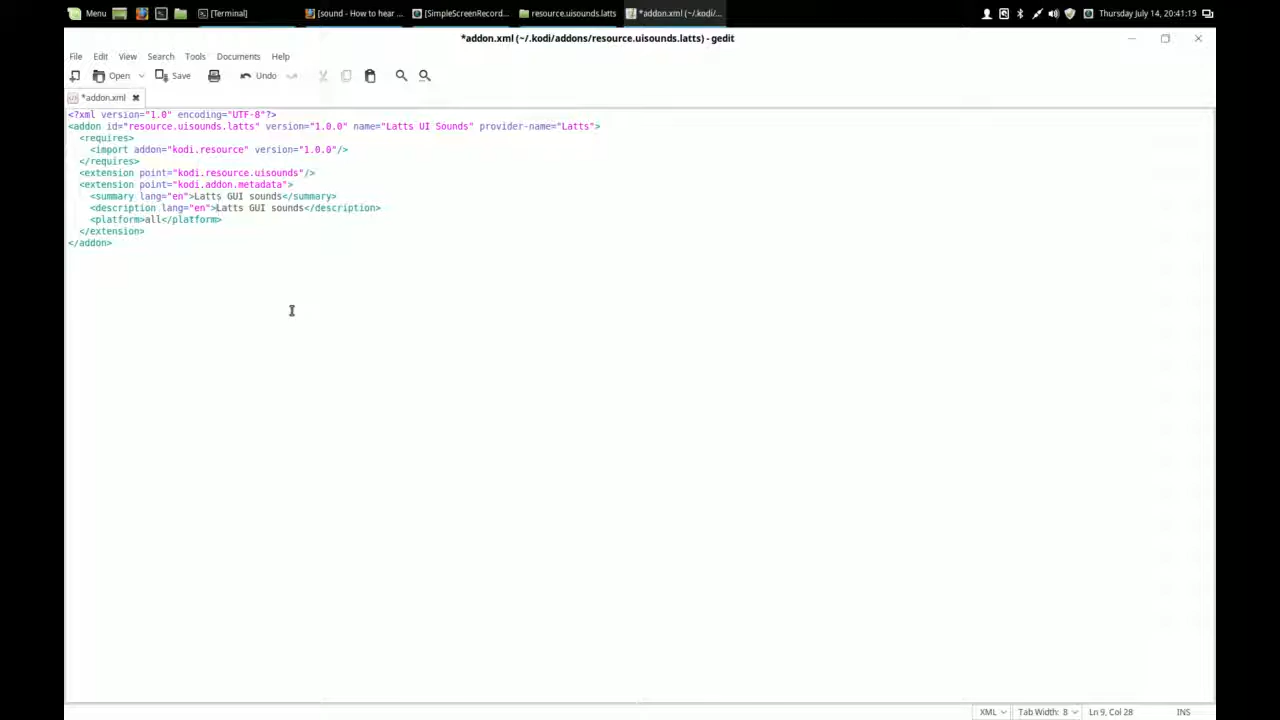 Menu [Terminal] [sound - How to hear ... [SimpleScreenRecord... resource.uisounds.latts *addon.xml (~/.kodi/... Thursday July 14, 20:41:19
*addon.xml (~/.kodi/addons/resource.uisounds.latts) - gedit
File Edit View Search Tools Documents Help
Open Save Undo
*addon.xml
<?xml version="1.0" encoding="UTF-8"?>
<addon id="resource.uisounds.latts" version="1.0.0" name="Latts UI Sounds" provider-name="Latts">
<requires>
<import addon="kodi.resource" version="1.0.0"/>
</requires>
<extension point="kodi.resource.uisounds"/>
<extension point="kodi.addon.metadata">
<summary lang="en">Latts GUI sounds</summary>
<description lang="en">Latts GUI sounds</description>
<platform>all</platform>
</extension>
</addon>
XML Tab Width: 8 Ln 9, Col 28 INS